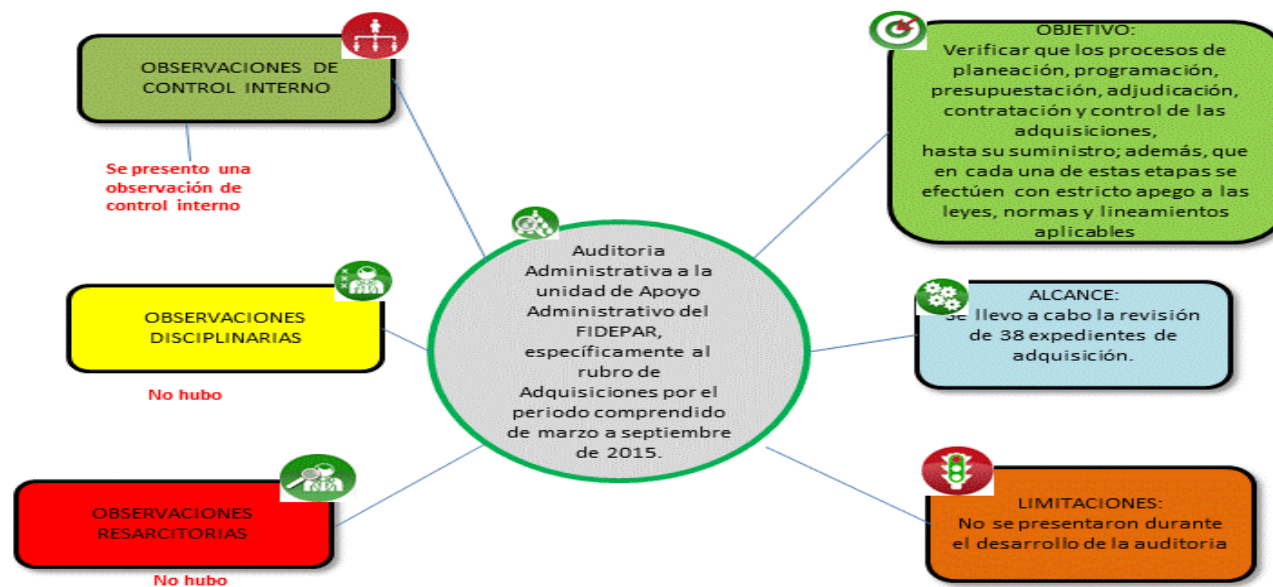 OBSERVACIONES DE
CONTROL INTERNO
Se presento una
observación de
control interno
OBSERVACIONES
DISCIPLINARIAS
No hubo
OBSERVACIONES
RESARCITORIAS
No hubo
Auditoria
Administrativa a la
unidad de Apoyo
Administrativo del
FIDEPAR,
específicamente al
rubro de
Adquisiciones por el
periodo comprendido
de marzo a septiembre
de 2015.
OBJETIVO:
Verificar que los procesos de
planeación, programación,
presupuestación, adjudicación,
contratación y control de las
adquisiciones,
hasta su suministro; además, que
en cada una de estas etapas se
efectúen con estricto apego a las
leyes, normas y lineamientos
aplicables
ALCANCE:
Se llevo a cabo la revisión
de 38 expedientes de
adquisición.
LIMITACIONES:
No se presentaron durante
el desarrollo de la auditoria